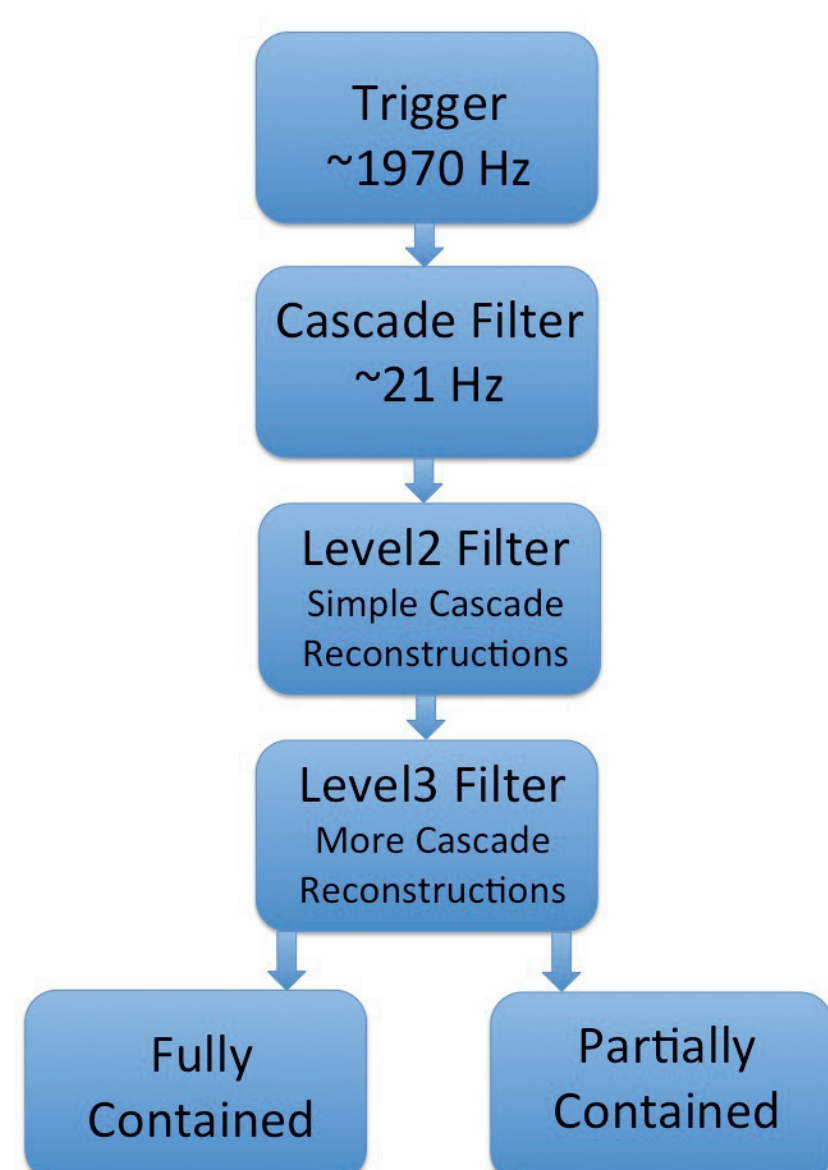 Trigger
~1970 Hz
Cascade Filter
~21 Hz
Level2 Filter
Simple Cascade
Reconstructions
Level3 Filter
More Cascade
Reconstructions
Fully
Contained
Partially
Contained